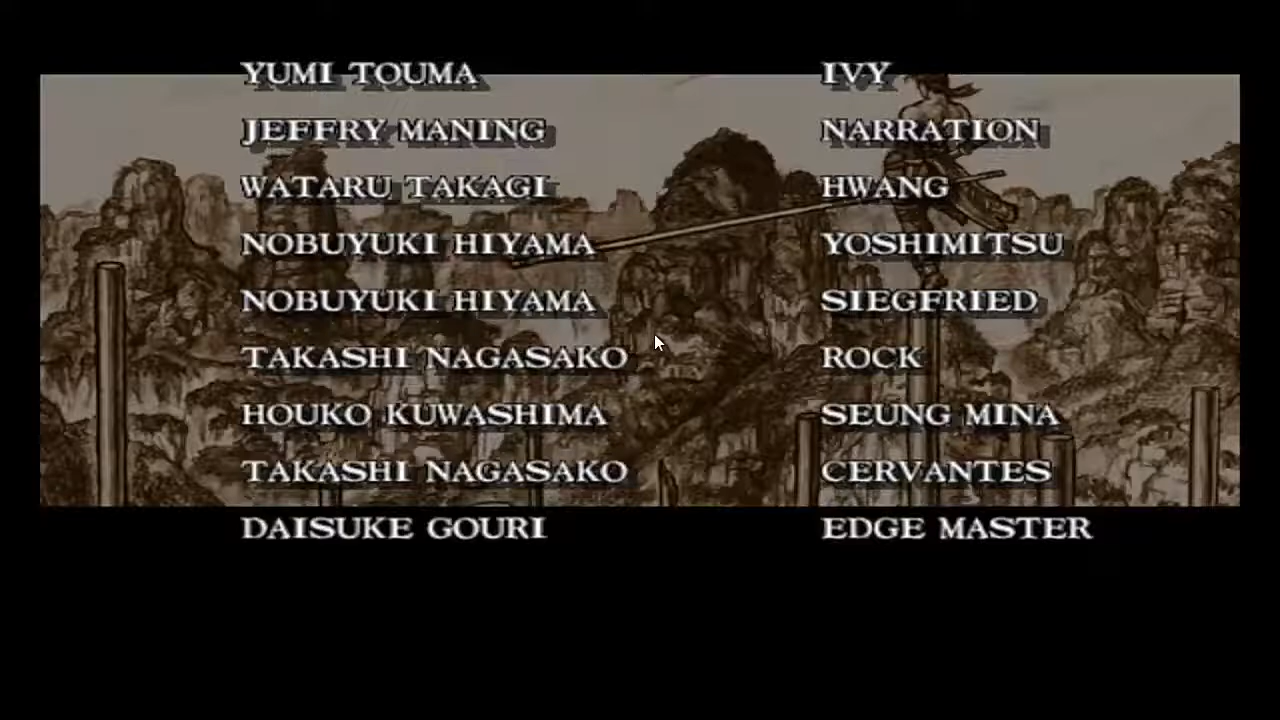 YUMI TOUMA IVY
JEFFRY MANING NARRATION
WATARU TAKAGI HWANG
NOBUYUKI HIYAMA YOSHIMITSU
NOBUYUKI HIYAMA SIEGFRIED
TAKASHI NAGASAKO ROCK
HOUKO KUWASHIMA SEUNG MINA
TAKASHI NAGASAKO CERVANTES
DAISUKE GOURI EDGE MASTER